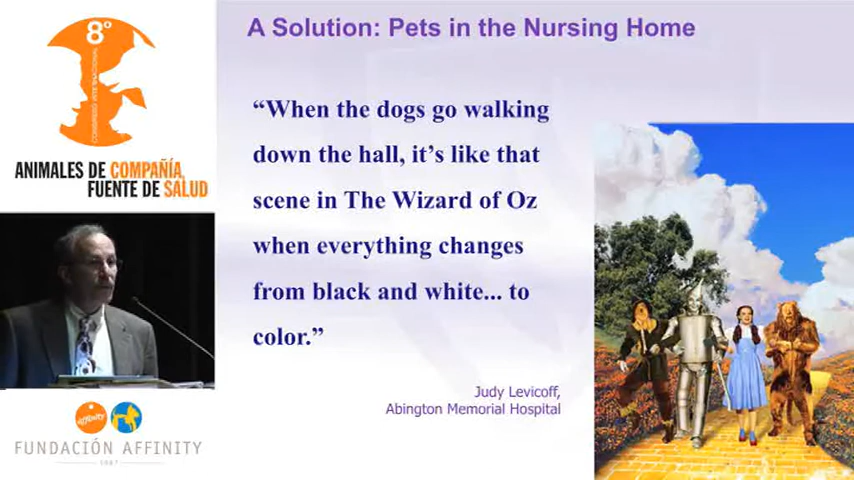 8º
ANIMALES DE COMPAÑÍA,
FUENTE DE SALUD
A Solution: Pets in the Nursing Home
“When the dogs go walking
down the hall, it’s like that
scene in The Wizard of Oz
when everything changes
from black and white... to
color.”
Judy Levicoff,
Abington Memorial Hospital
affinity
FUNDACIÓN AFFINITY
1987